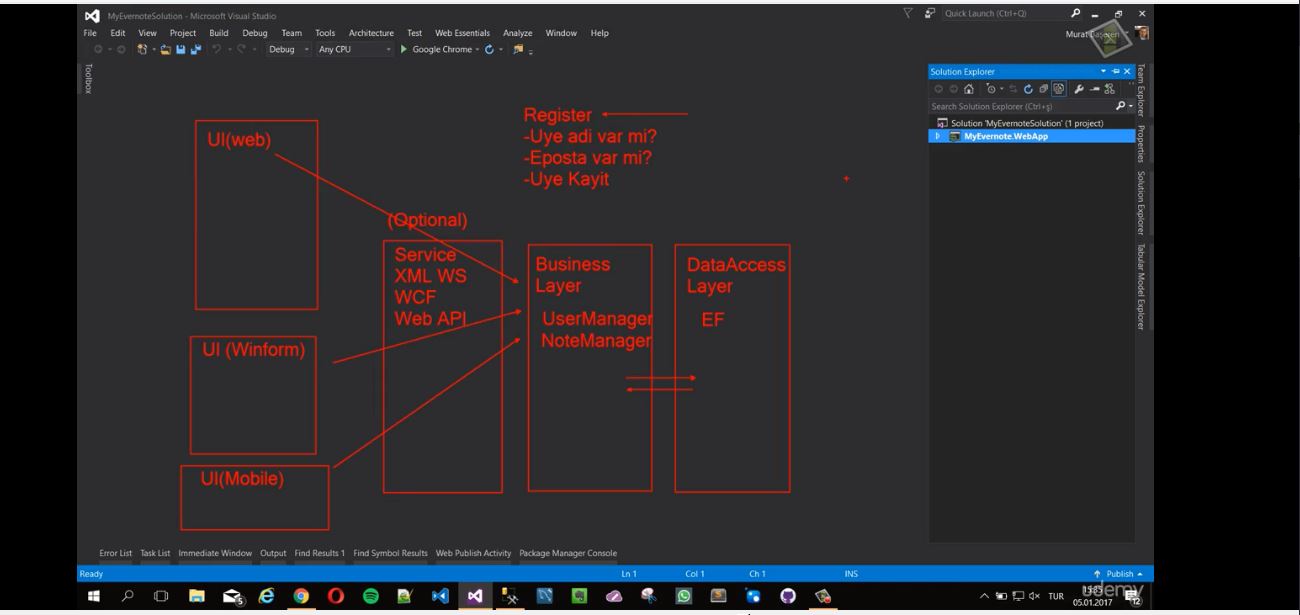 MyEvernoteSolution - Microsoft Visual Studio
Quick Launch (Ctrl+Q)
File Edit View Project Build Debug Team Tools Architecture Test Web Essentials Analyze Window Help
Murat
Debug Any CPU Google Chrome
Toolbox
UI(web)
Register
-Uye adi var mi?
-Eposta var mi?
-Uye Kayit
(Optional)
Service
XML WS
WCF
Web API
Business
Layer
UserManager
NoteManager
DataAccess
Layer
EF
UI (Winform)
UI(Mobile)
Solution Explorer
Search Solution Explorer (Ctrl+ş)
Solution 'MyEvernoteSolution' (1 project)
MyEvernote.WebApp
Team Explorer
Properties
Solution Explorer
Tabular Model Explorer
Error List Task List Immediate Window Output Find Results 1 Find Symbol Results Web Publish Activity Package Manager Console
Ready Ln 1 Col 1 Ch 1 INS Publish
5
TUR
05.01.2017
12
udemy